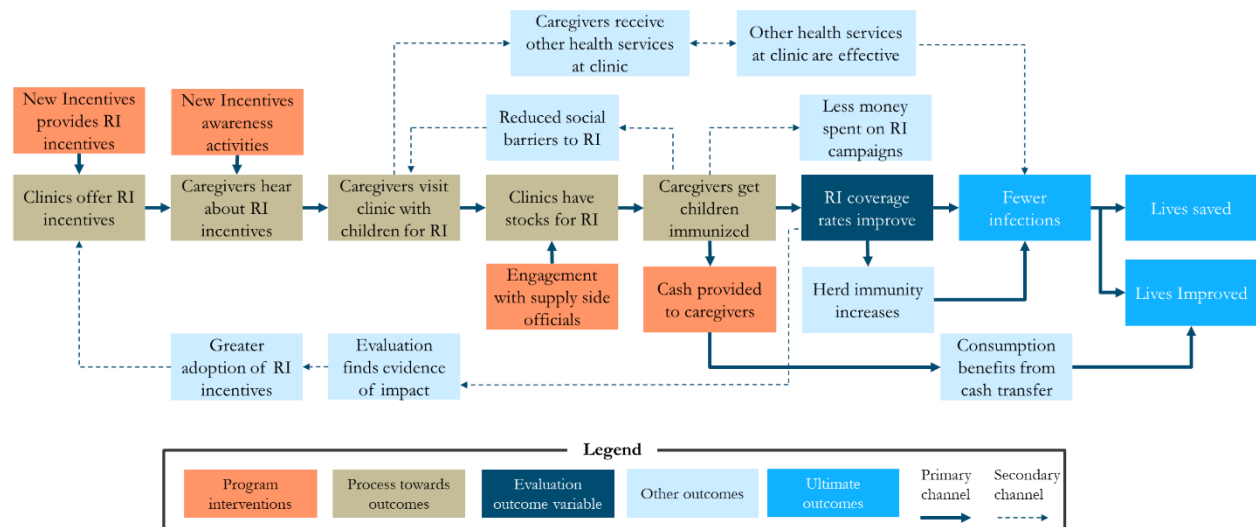 Caregivers receive
other health services
at clinic
Other health services
at clinic are effective
New Incentives
provides RI
incentives
New Incentives
awareness
activities
Reduced social
barriers to RI
Less money
spent on RI
campaigns
Clinics offer RI
incentives
Caregivers hear
about RI
incentives
Caregivers visit
clinic with
children for RI
Clinics have
stocks for RI
Caregivers get
children
immunized
RI coverage
rates improve
Fewer
infections
Lives saved
Engagement
with supply side
officials
Cash provided
to caregivers
Herd immunity
increases
Lives Improved
Greater
adoption of RI
incentives
Evaluation
finds evidence
of impact
Consumption
benefits from
cash transfer
Legend
Program
interventions
Process towards
outcomes
Evaluation
outcome variable
Other outcomes
Ultimate
outcomes
Primary
channel
Secondary
channel